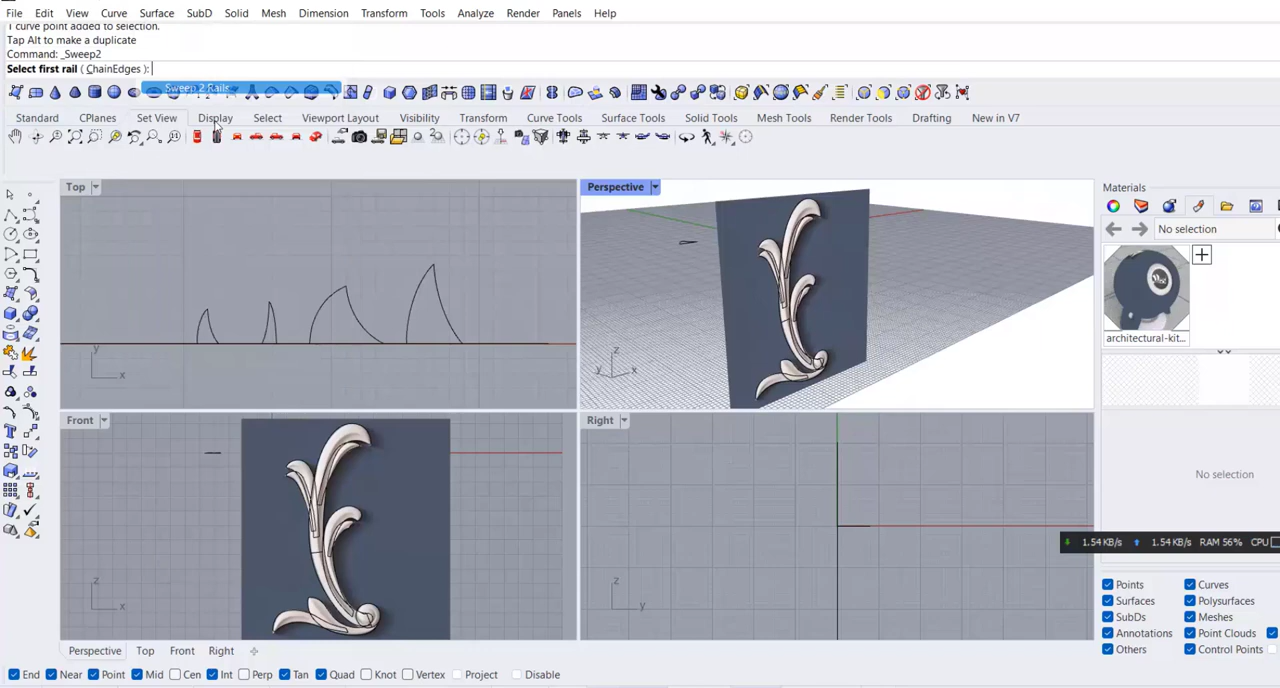 File Edit View Curve Surface SubD Solid Mesh Dimension Transform Tools Analyze Render Panels Help
1 curve point added to selection.
Tap Alt to make a duplicate
Command: _Sweep2
Select first rail ( ChainEdges ):
Sweep 2 Rails
Standard CPlanes Set View Display Select Viewport Layout Visibility Transform Curve Tools Surface Tools Solid Tools Mesh Tools Render Tools Drafting New in V7
Top
Perspective
Materials
No selection
architectural-kit...
y
x
z
y
x
Front
Right
No selection
1.54 KB/s 1.54 KB/s RAM 56% CPU
z
x
z
y
Points Curves
Surfaces Polysurfaces
SubDs Meshes
Annotations Point Clouds
Others Control Points
Perspective Top Front Right
End Near Point Mid Cen Int Perp Tan Quad Knot Vertex Project Disable